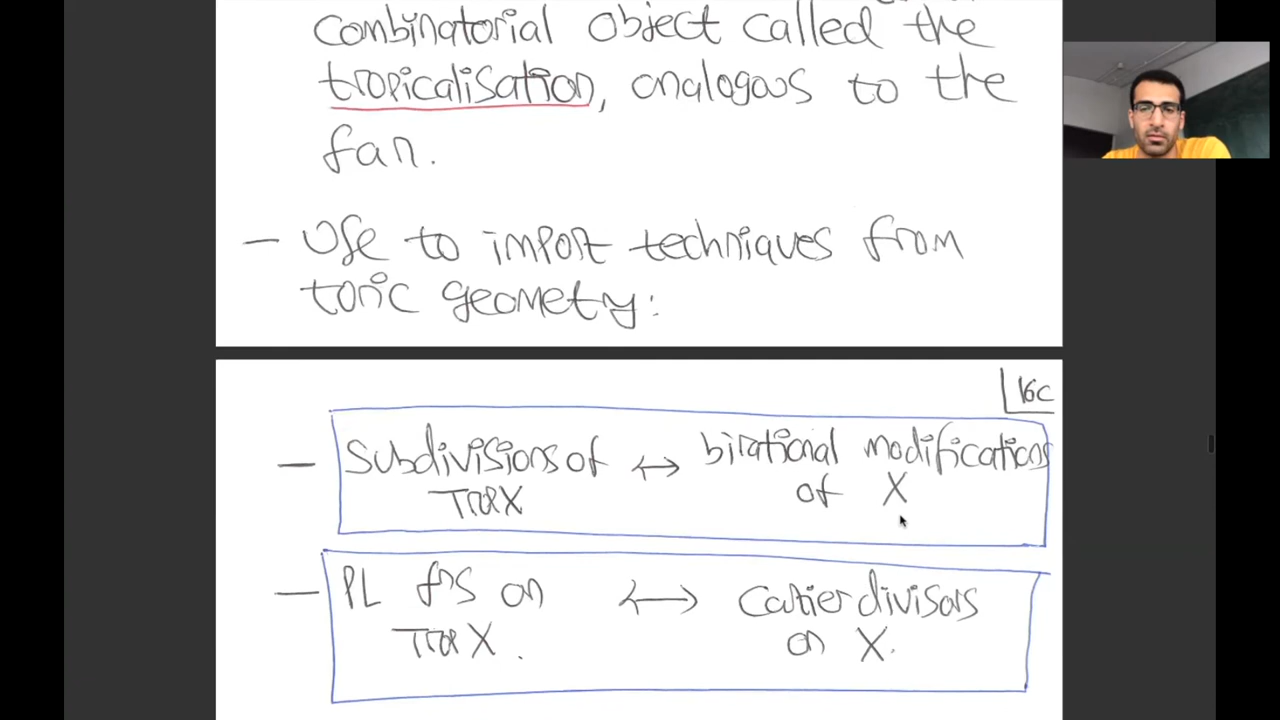 combinatorial object called the
tropicalisation, analogous to the
fan.
- Use to import techniques from
toric geometry:
16c
- Subdivisions of ↔ birational modifications
Trop X of X
- PL fns on ↔ Cartier divisors
Trop X. on X.